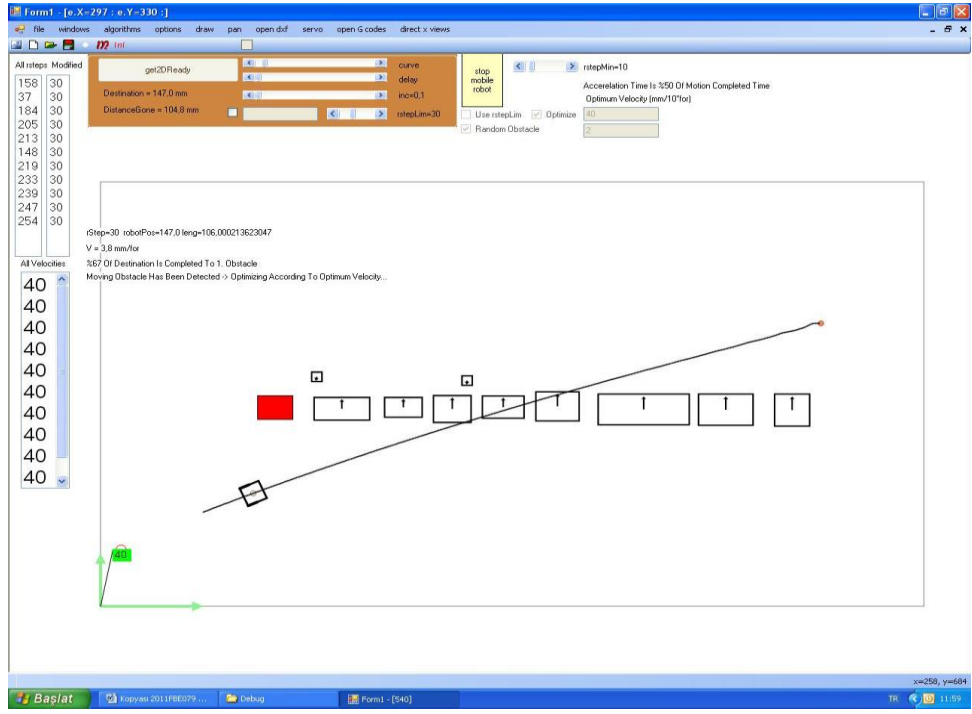 Form1 - [e.X=297 : e.Y=330 :]
file windows algorithms options draw pan open dxf servo open G codes direct x views
Ini
All rsteps Modified
158 30
37 30
184 30
205 30
213 30
148 30
219 30
233 30
239 30
247 30
254 30
get2DReady
curve
delay
Destination = 147,0 mm
inc=0,1
DistanceGone = 104,8 mm
rstepLim=30
stop
mobile
robot
rstepMin=10
Accerelation Time Is %50 Of Motion Completed Time
Optimum Velocity (mm/10*for)
Use rstepLim Optimize 40
Random Obstacle 2
rStep=30 robotPos=147,0 leng=106,000213623047
V = 3,8 mm/for
%67 Of Destination Is Completed To 1. Obstacle
Moving Obstacle Has Been Detected -> Optimizing According To Optimum Velocity...
All Velocities
40
40
40
40
40
40
40
40
40
40
40
x=258, y=684
Başlat Kopyası 2011FBE079 ... Debug Form1 - [540] TR 11:59